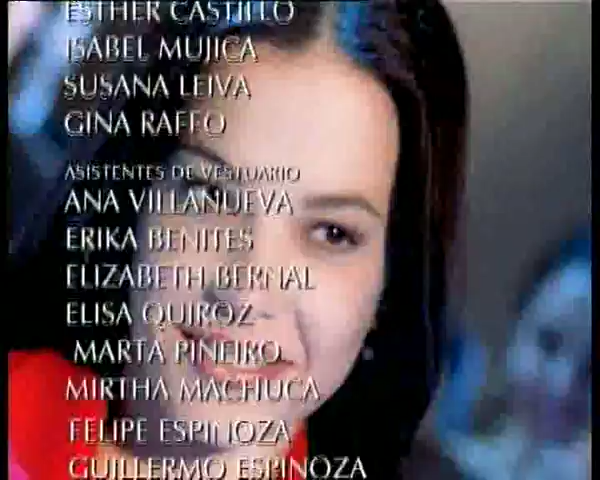 ESTHER CASTILLO
ISABEL MUJICA
SUSANA LEIVA
GINA RAFFO
ASISTENTES DE VESTUARIO
ANA VILLANUEVA
ERIKA BENITES
ELIZABETH BERNAL
ELISA QUIROZ
MARTA PINEIRO
MIRTHA MACHUCA
FELIPE ESPINOZA
GUILLERMO ESPINOZA